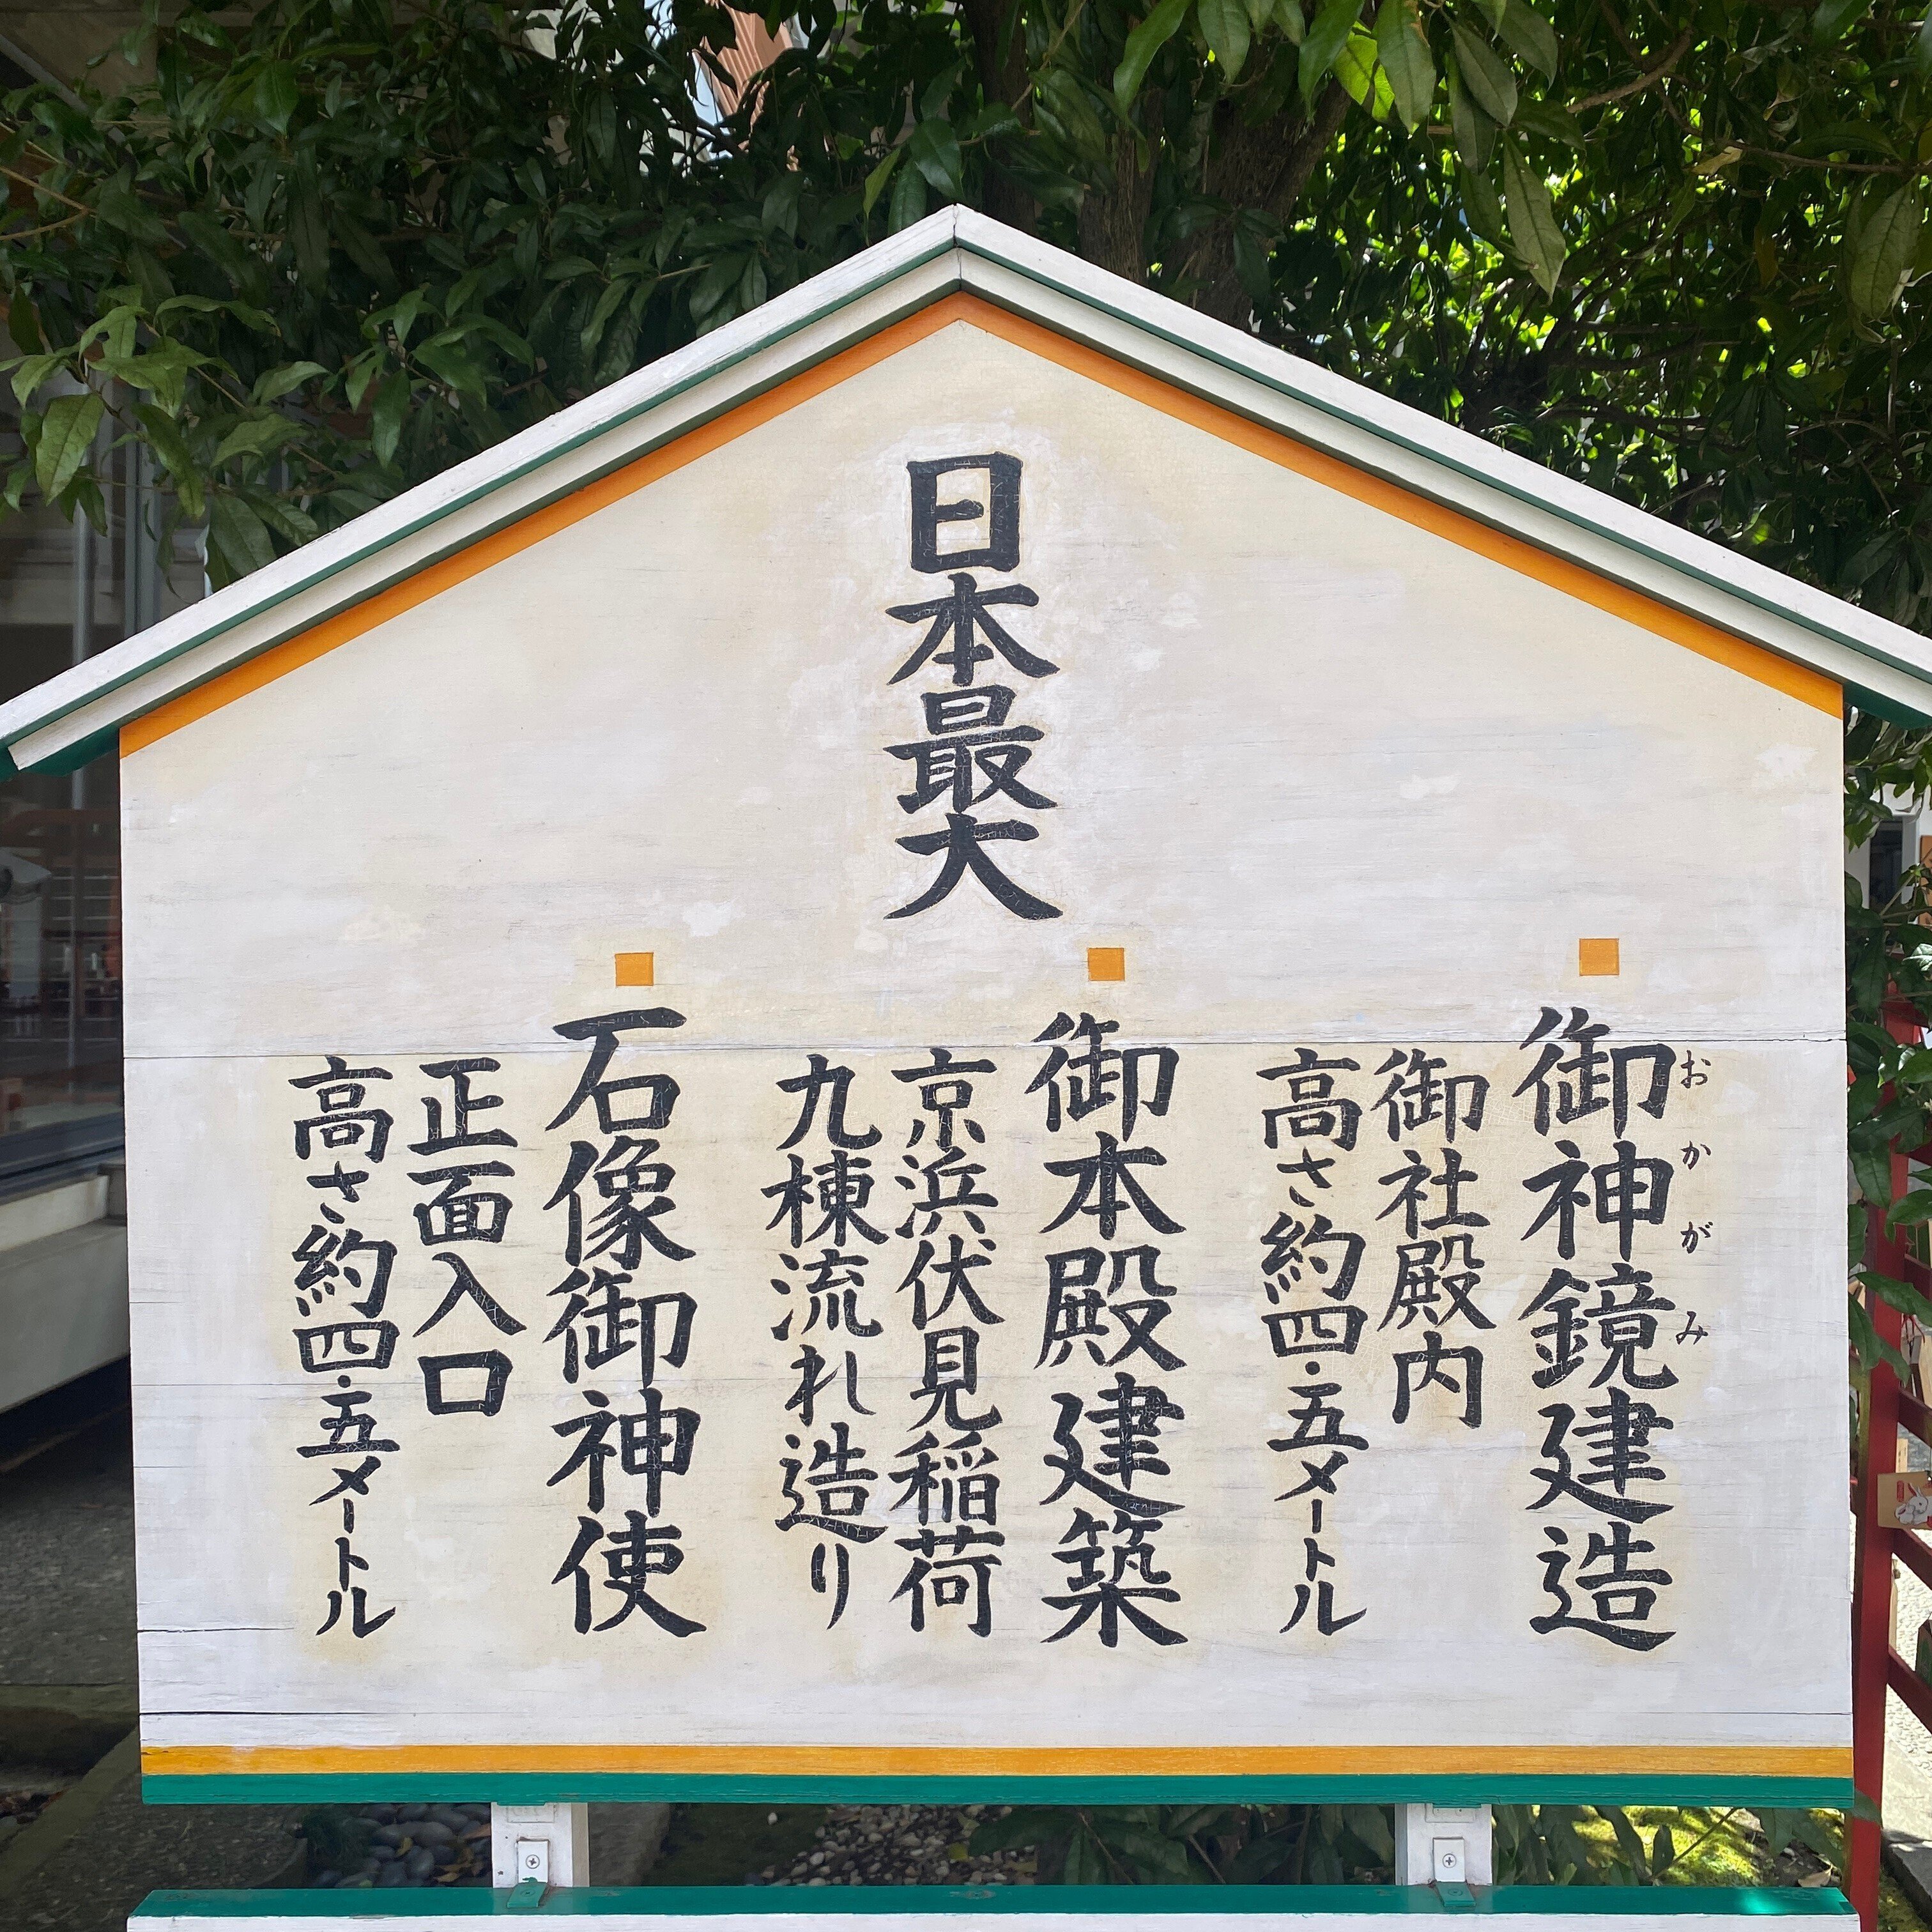 日本最大
御神鏡建造
おかがみ
御社殿内
高さ約四・五メートル
御本殿建築
京浜伏見稲荷
九棟流れ造り
石像御神使
正面入口
高さ約四・五メートル